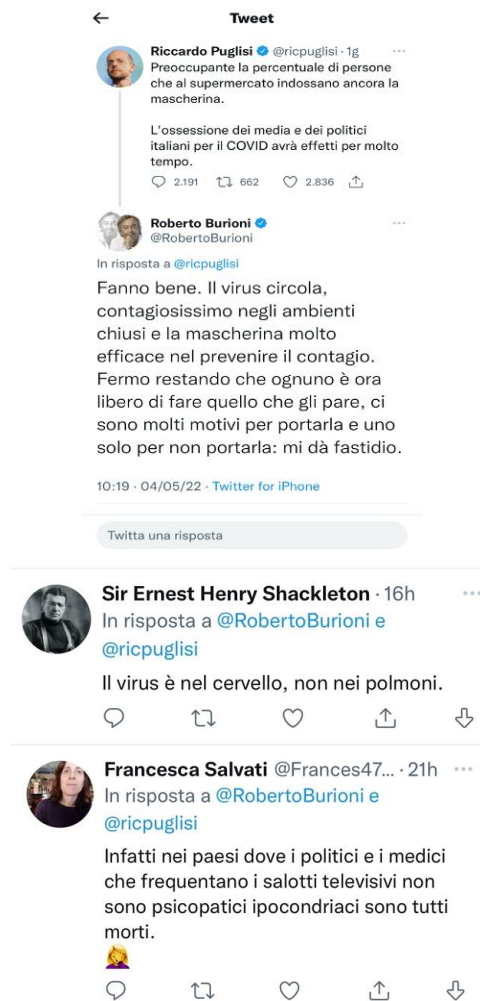 Tweet
Riccardo Puglisi @ricpuglisi · 1g
Preoccupante la percentuale di persone
che al supermercato indossano ancora la
mascherina.
L'ossessione dei media e dei politici
italiani per il COVID avrà effetti per molto
tempo.
2.191 662 2.836
Roberto Burioni
@RobertoBurioni
In risposta a @ricpuglisi
Fanno bene. Il virus circola,
contagiosissimo negli ambienti
chiusi e la mascherina molto
efficace nel prevenire il contagio.
Fermo restando che ognuno è ora
libero di fare quello che gli pare, ci
sono molti motivi per portarla e uno
solo per non portarla: mi dà fastidio.
10:19 · 04/05/22 · Twitter for iPhone
Twitta una risposta
Sir Ernest Henry Shackleton · 16h
In risposta a @RobertoBurioni e
@ricpuglisi
Il virus è nel cervello, non nei polmoni.
Francesca Salvati @Frances47... · 21h
In risposta a @RobertoBurioni e
@ricpuglisi
Infatti nei paesi dove i politici e i medici
che frequentano i salotti televisivi non
sono psicopatici ipocondriaci sono tutti
morti.
🤦‍♀️